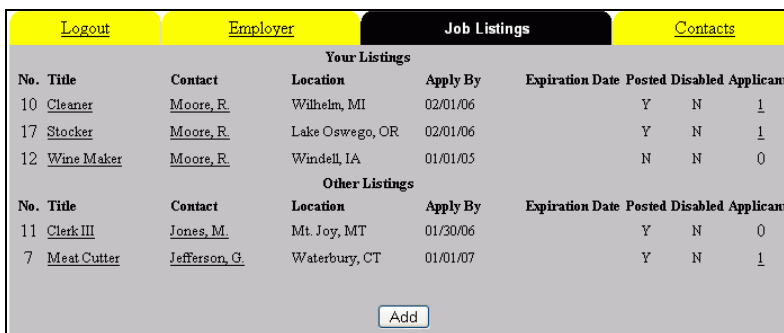 Logout Employer Job Listings Contacts
Your Listings
No. Title Contact Location Apply By Expiration Date Posted Disabled Applican
10 Cleaner Moore, R. Wilhelm, MI 02/01/06 Y N 1
17 Stocker Moore, R. Lake Oswego, OR 02/01/06 Y N 1
12 Wine Maker Moore, R. Windell, IA 01/01/05 N N 0
Other Listings
No. Title Contact Location Apply By Expiration Date Posted Disabled Applican
11 Clerk III Jones, M. Mt. Joy, MT 01/30/06 Y N 0
7 Meat Cutter Jefferson, G. Waterbury, CT 01/01/07 Y N 1
Add